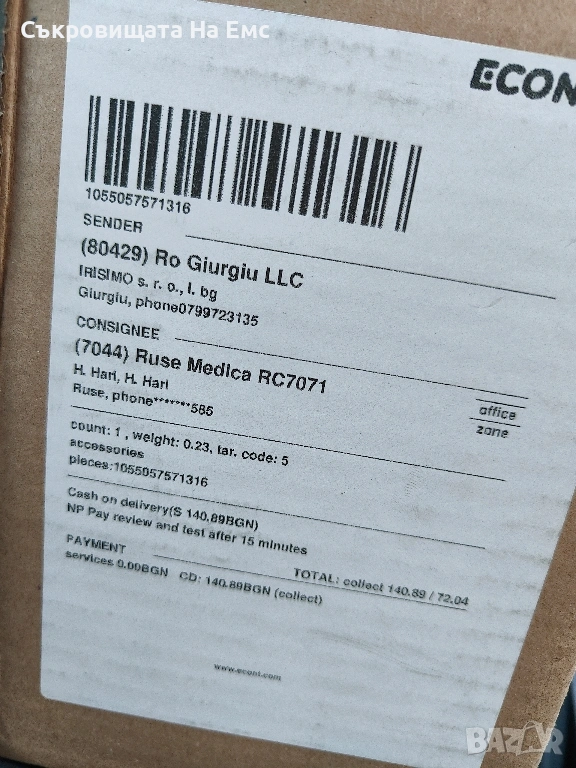 Съкровищата На Емс
ECON
1055057571316
SENDER
(80429) Ro Giurgiu LLC
IRISIMO s. r. o., I. bg
Giurgiu, phone0799723135
CONSIGNEE
(7044) Ruse Medica RC7071
H. Hari, H. Hari
Ruse, phone*******585
office
zone
count: 1 , weight: 0.23, tar. code: 5
accessories
pieces:1055057571316
Cash on delivery(S 140.89BGN)
NP Pay review and test after 15 minutes
PAYMENT
TOTAL: collect 140.89 / 72.04
services 0.00BGN CD: 140.89BGN (collect)
www.econt.com
BAZAR